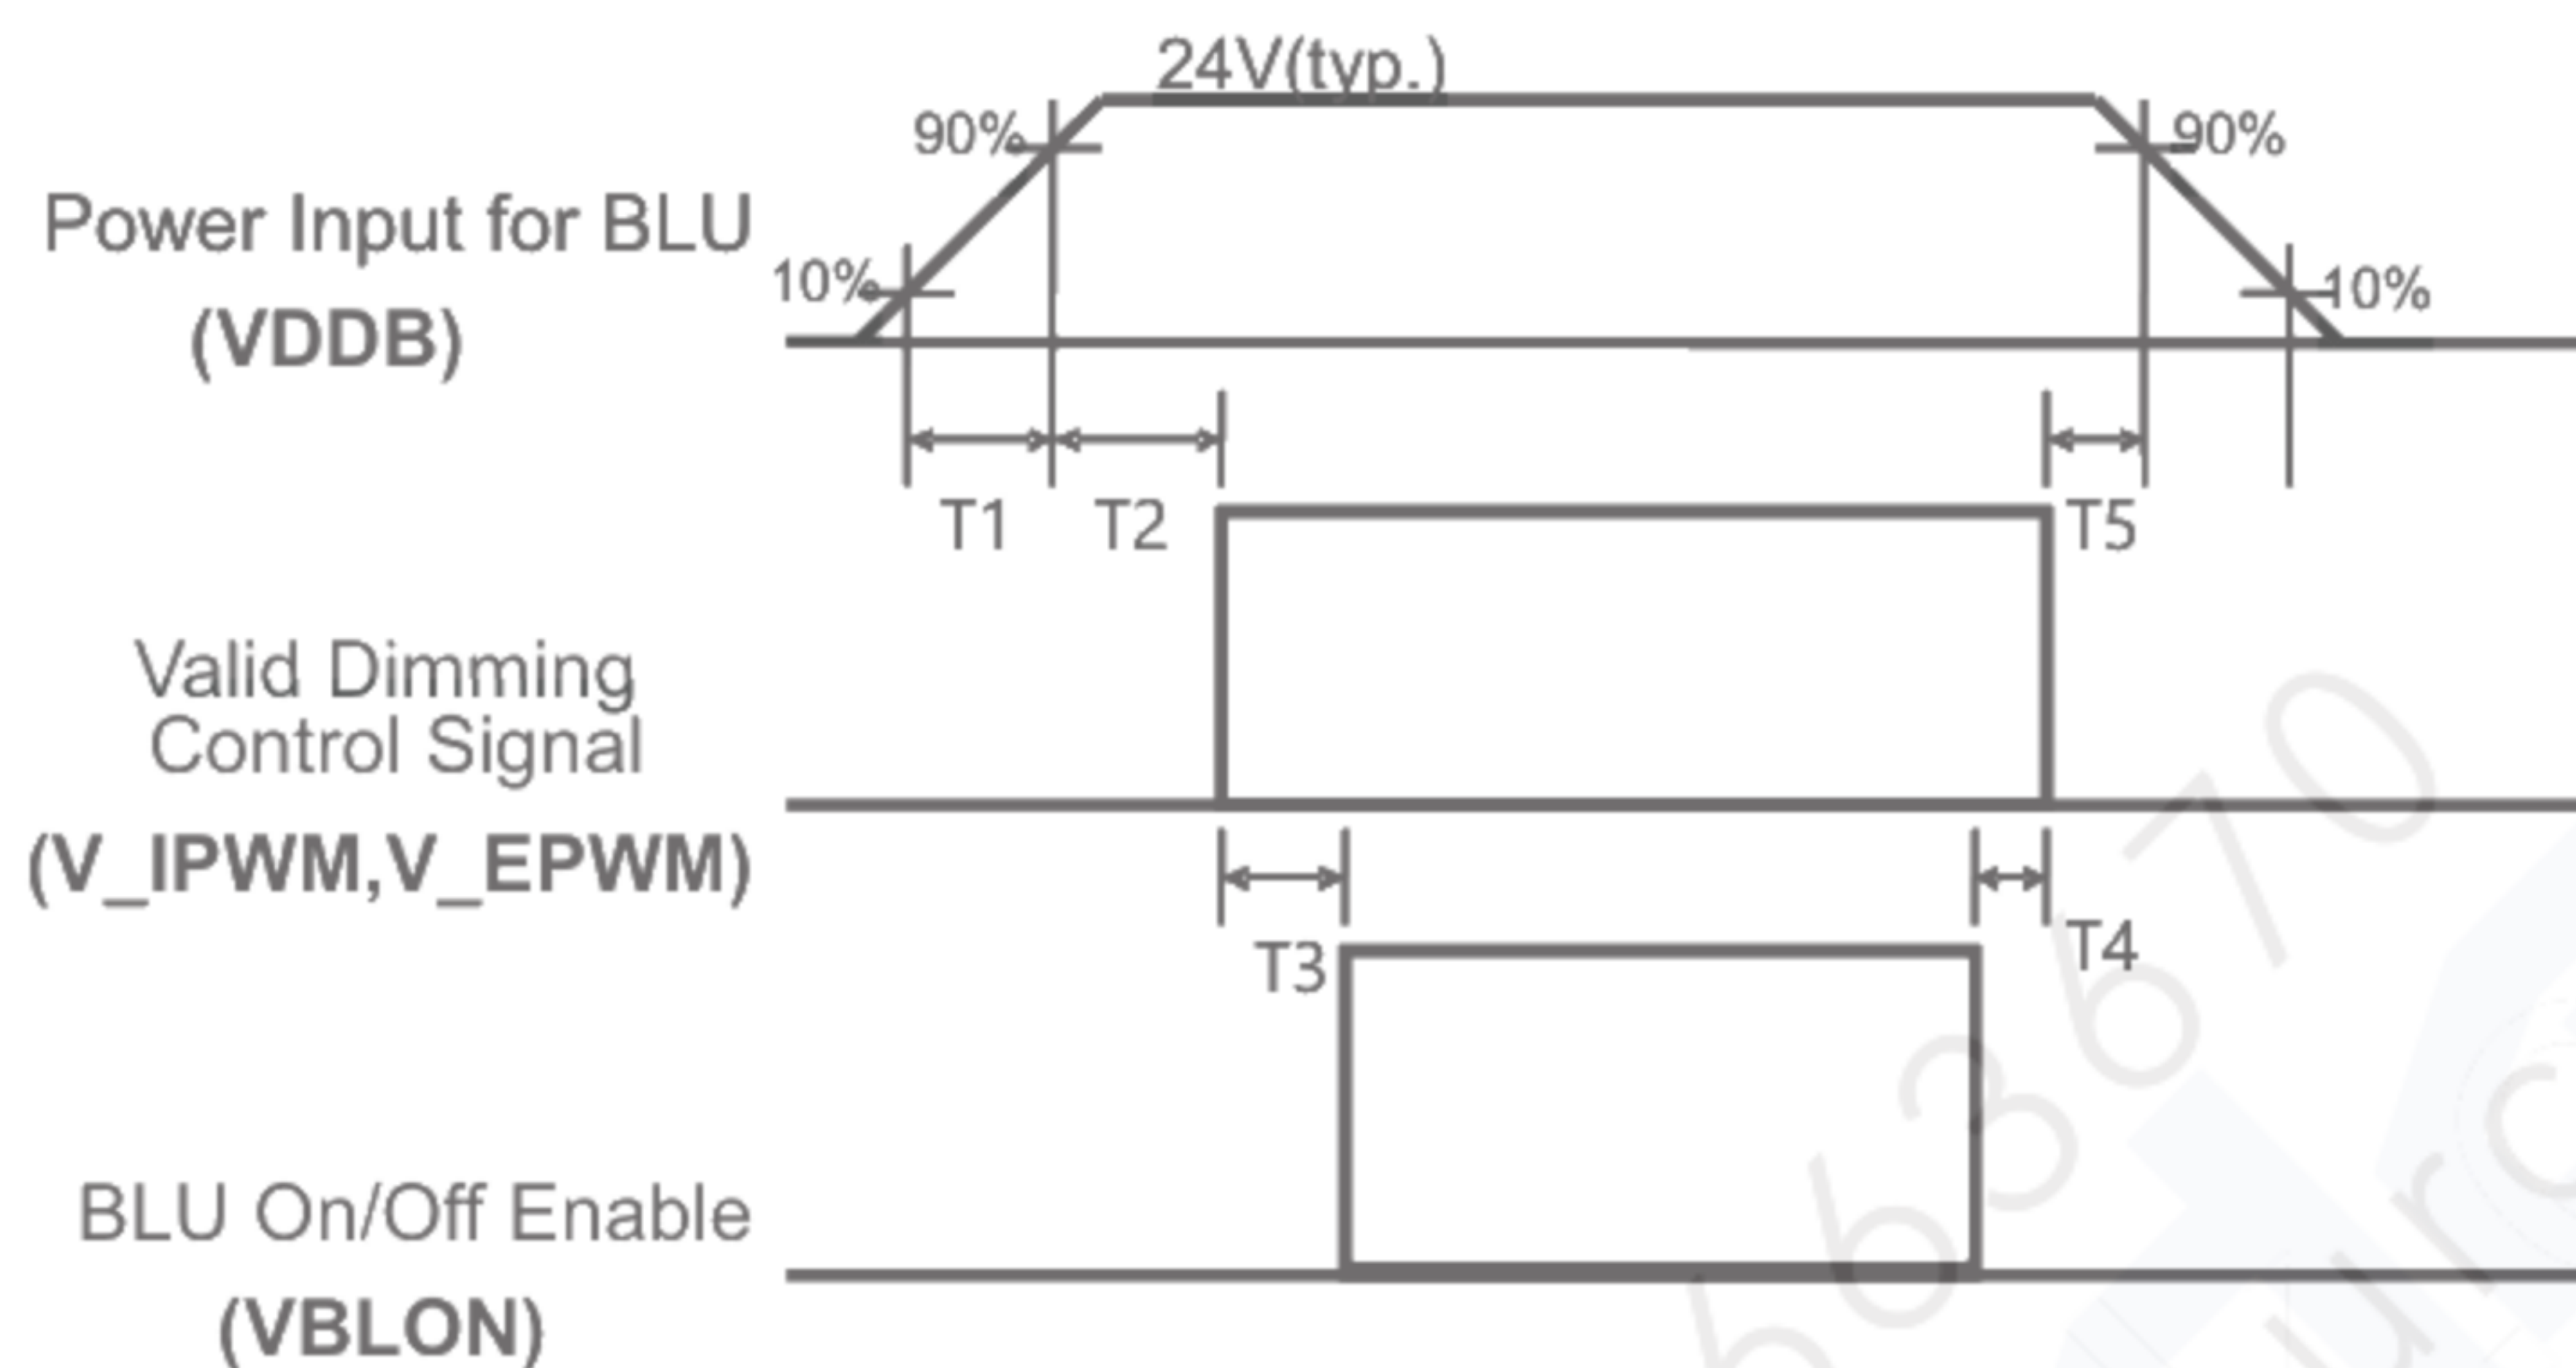 24V(typ.)
90%
90%
Power Input for BLU
10%
10%
(VDDB)
T1
T2
T5
Valid Dimming
Control Signal
(V_IPWM,V_EPWM)
T3
T4
BLU On/Off Enable
(VBLON)
63670